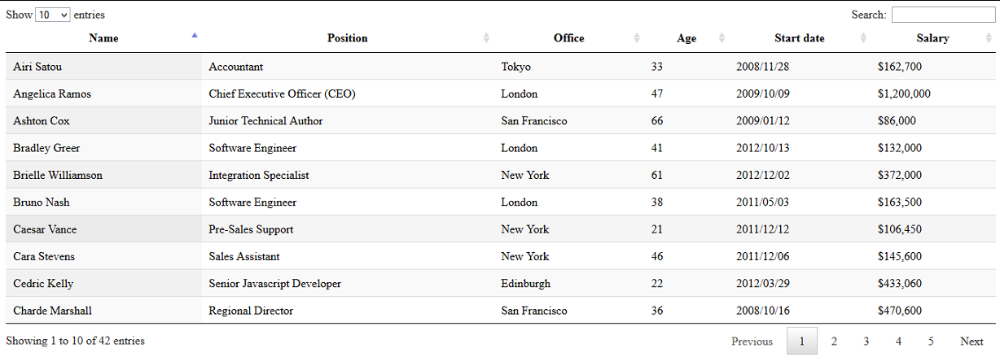 Show 10 entries Search:
Name Position Office Age Start date Salary
Airi Satou Accountant Tokyo 33 2008/11/28 $162,700
Angelica Ramos Chief Executive Officer (CEO) London 47 2009/10/09 $1,200,000
Ashton Cox Junior Technical Author San Francisco 66 2009/01/12 $86,000
Bradley Greer Software Engineer London 41 2012/10/13 $132,000
Brielle Williamson Integration Specialist New York 61 2012/12/02 $372,000
Bruno Nash Software Engineer London 38 2011/05/03 $163,500
Caesar Vance Pre-Sales Support New York 21 2011/12/12 $106,450
Cara Stevens Sales Assistant New York 46 2011/12/06 $145,600
Cedric Kelly Senior Javascript Developer Edinburgh 22 2012/03/29 $433,060
Charde Marshall Regional Director San Francisco 36 2008/10/16 $470,600
Showing 1 to 10 of 42 entries Previous 1 2 3 4 5 Next